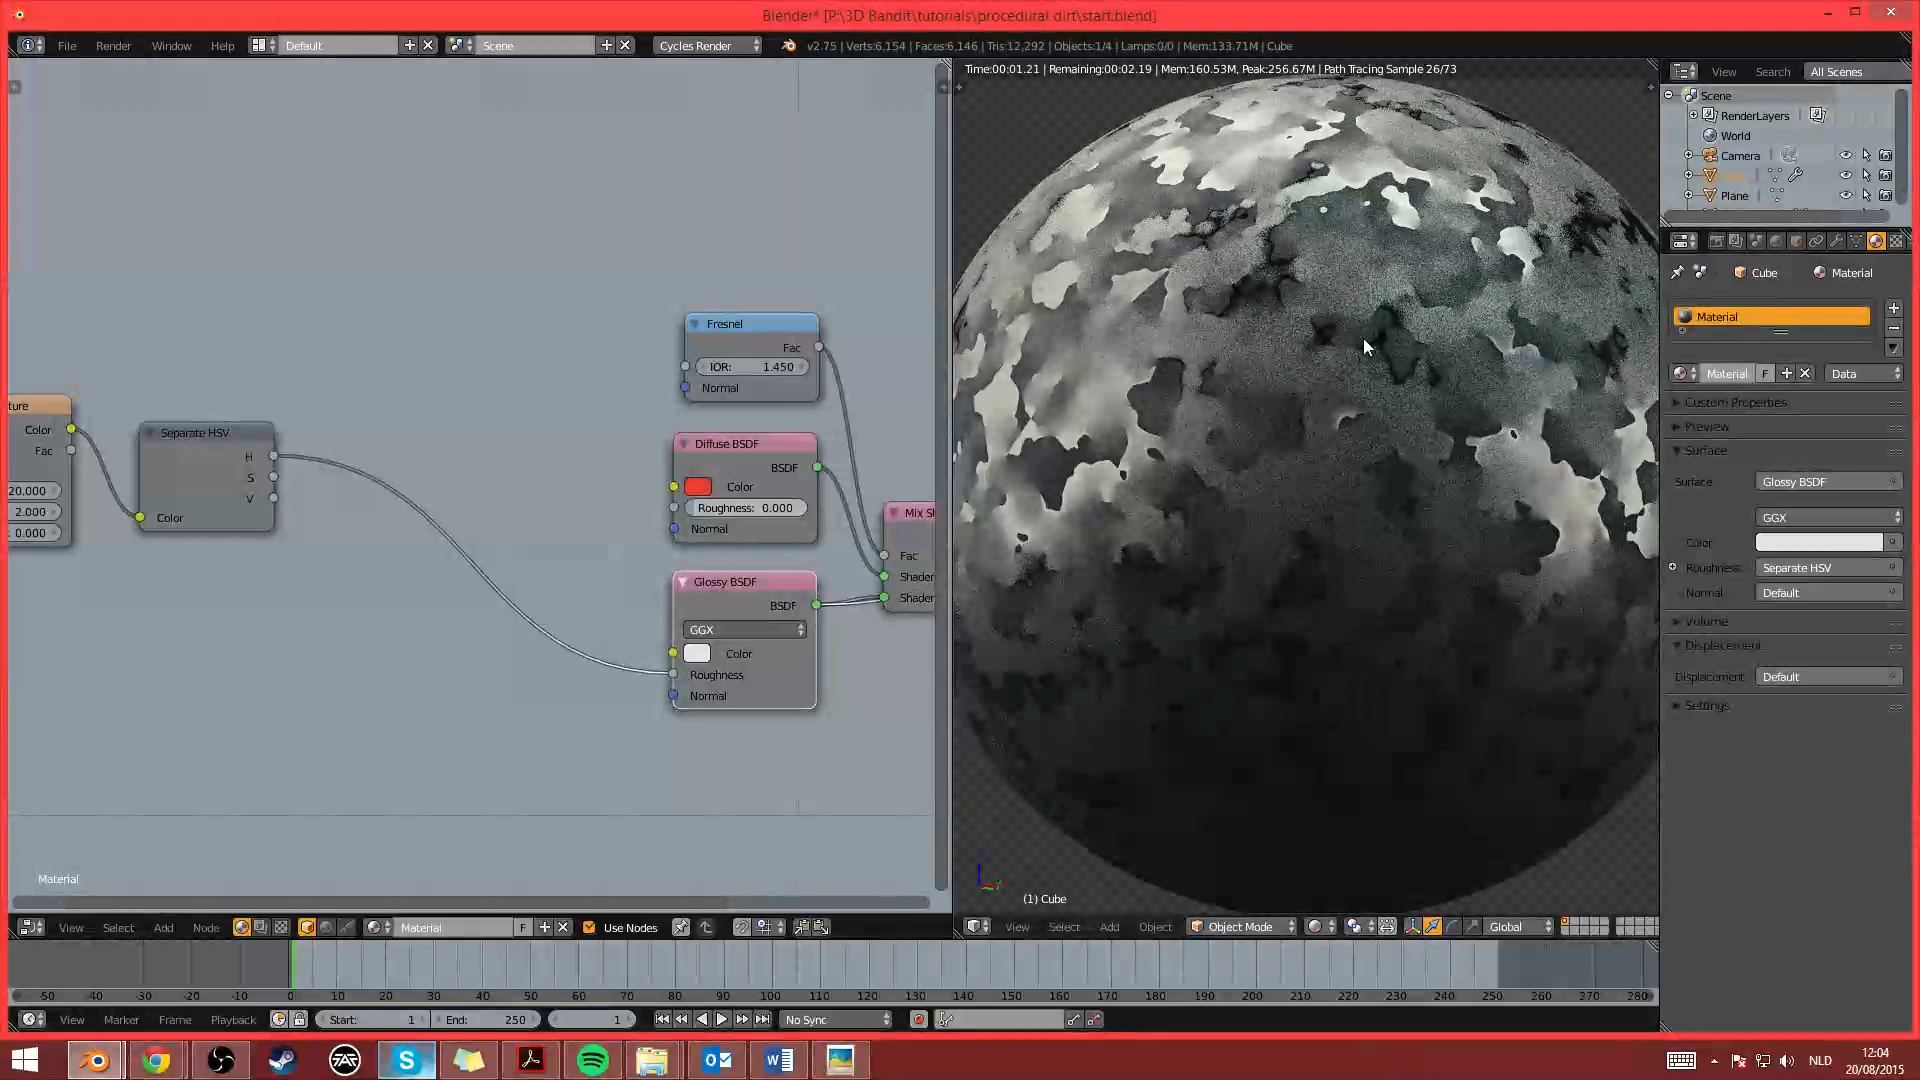 Blender* [P:\3D Bandit\tutorials\procedural dirt\start.blend]
File Render Window Help Default Scene Cycles Render v2.75 | Verts:6,154 | Faces:6,146 | Tris:12,292 | Objects:1/4 | Lamps:0/0 | Mem:133.71M | Cube
Time:00:01.21 | Remaining:00:02.19 | Mem:160.53M, Peak:256.67M | Path Tracing Sample 26/73
View Search All Scenes
Scene
RenderLayers
World
Camera
Plane
Cube Material
Material
Material F Data
Custom Properties
Preview
Surface
Surface Glossy BSDF
GGX
Color
Roughness Separate HSV
Normal Default
Volume
Displacement
Displacement Default
Settings
Fresnel
Fac
IOR: 1.450
Normal
ture
Color
Fac
20.000
2.000
: 0.000
Separate HSV
H
S
V
Color
Diffuse BSDF
BSDF
Color
Roughness: 0.000
Normal
Mix Sh
Fac
Shader
Shader
Glossy BSDF
BSDF
GGX
Color
Roughness
Normal
Material
(1) Cube
View Select Add Node Material F Use Nodes
View Select Add Object Object Mode Global
-50 -40 -30 -20 -10 0 10 20 30 40 50 60 70 80 90 100 110 120 130 140 150 160 170 180 190 200 210 220 230 240 250 260 270 280
View Marker Frame Playback Start: 1 End: 250 1 No Sync
NLD
12:04
20/08/2015